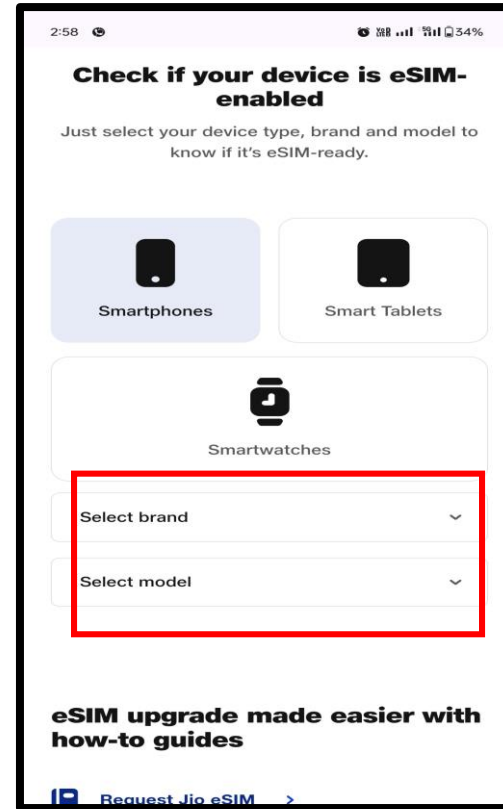 2:58 34%
Check if your device is eSIM-
enabled
Just select your device type, brand and model to
know if it's eSIM-ready.
Smartphones Smart Tablets
Smartwatches
Select brand
Select model
eSIM upgrade made easier with
how-to guides
Request Jio eSIM >